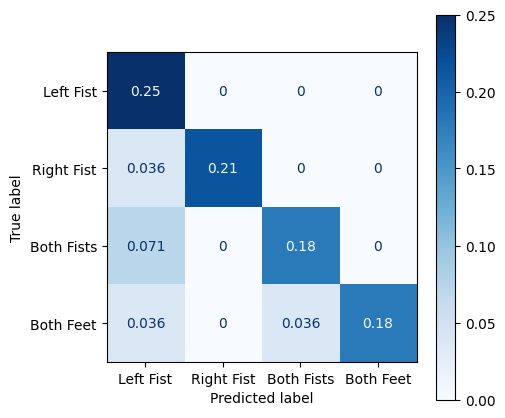 0.25
Left Fist 0.25 0 0 0
0.20
Right Fist 0.036 0.21 0 0
0.15
True label
0.10
Both Fists 0.071 0 0.18 0
0.05
Both Feet 0.036 0 0.036 0.18
0.00
Left Fist Right Fist Both Fists Both Feet
Predicted label